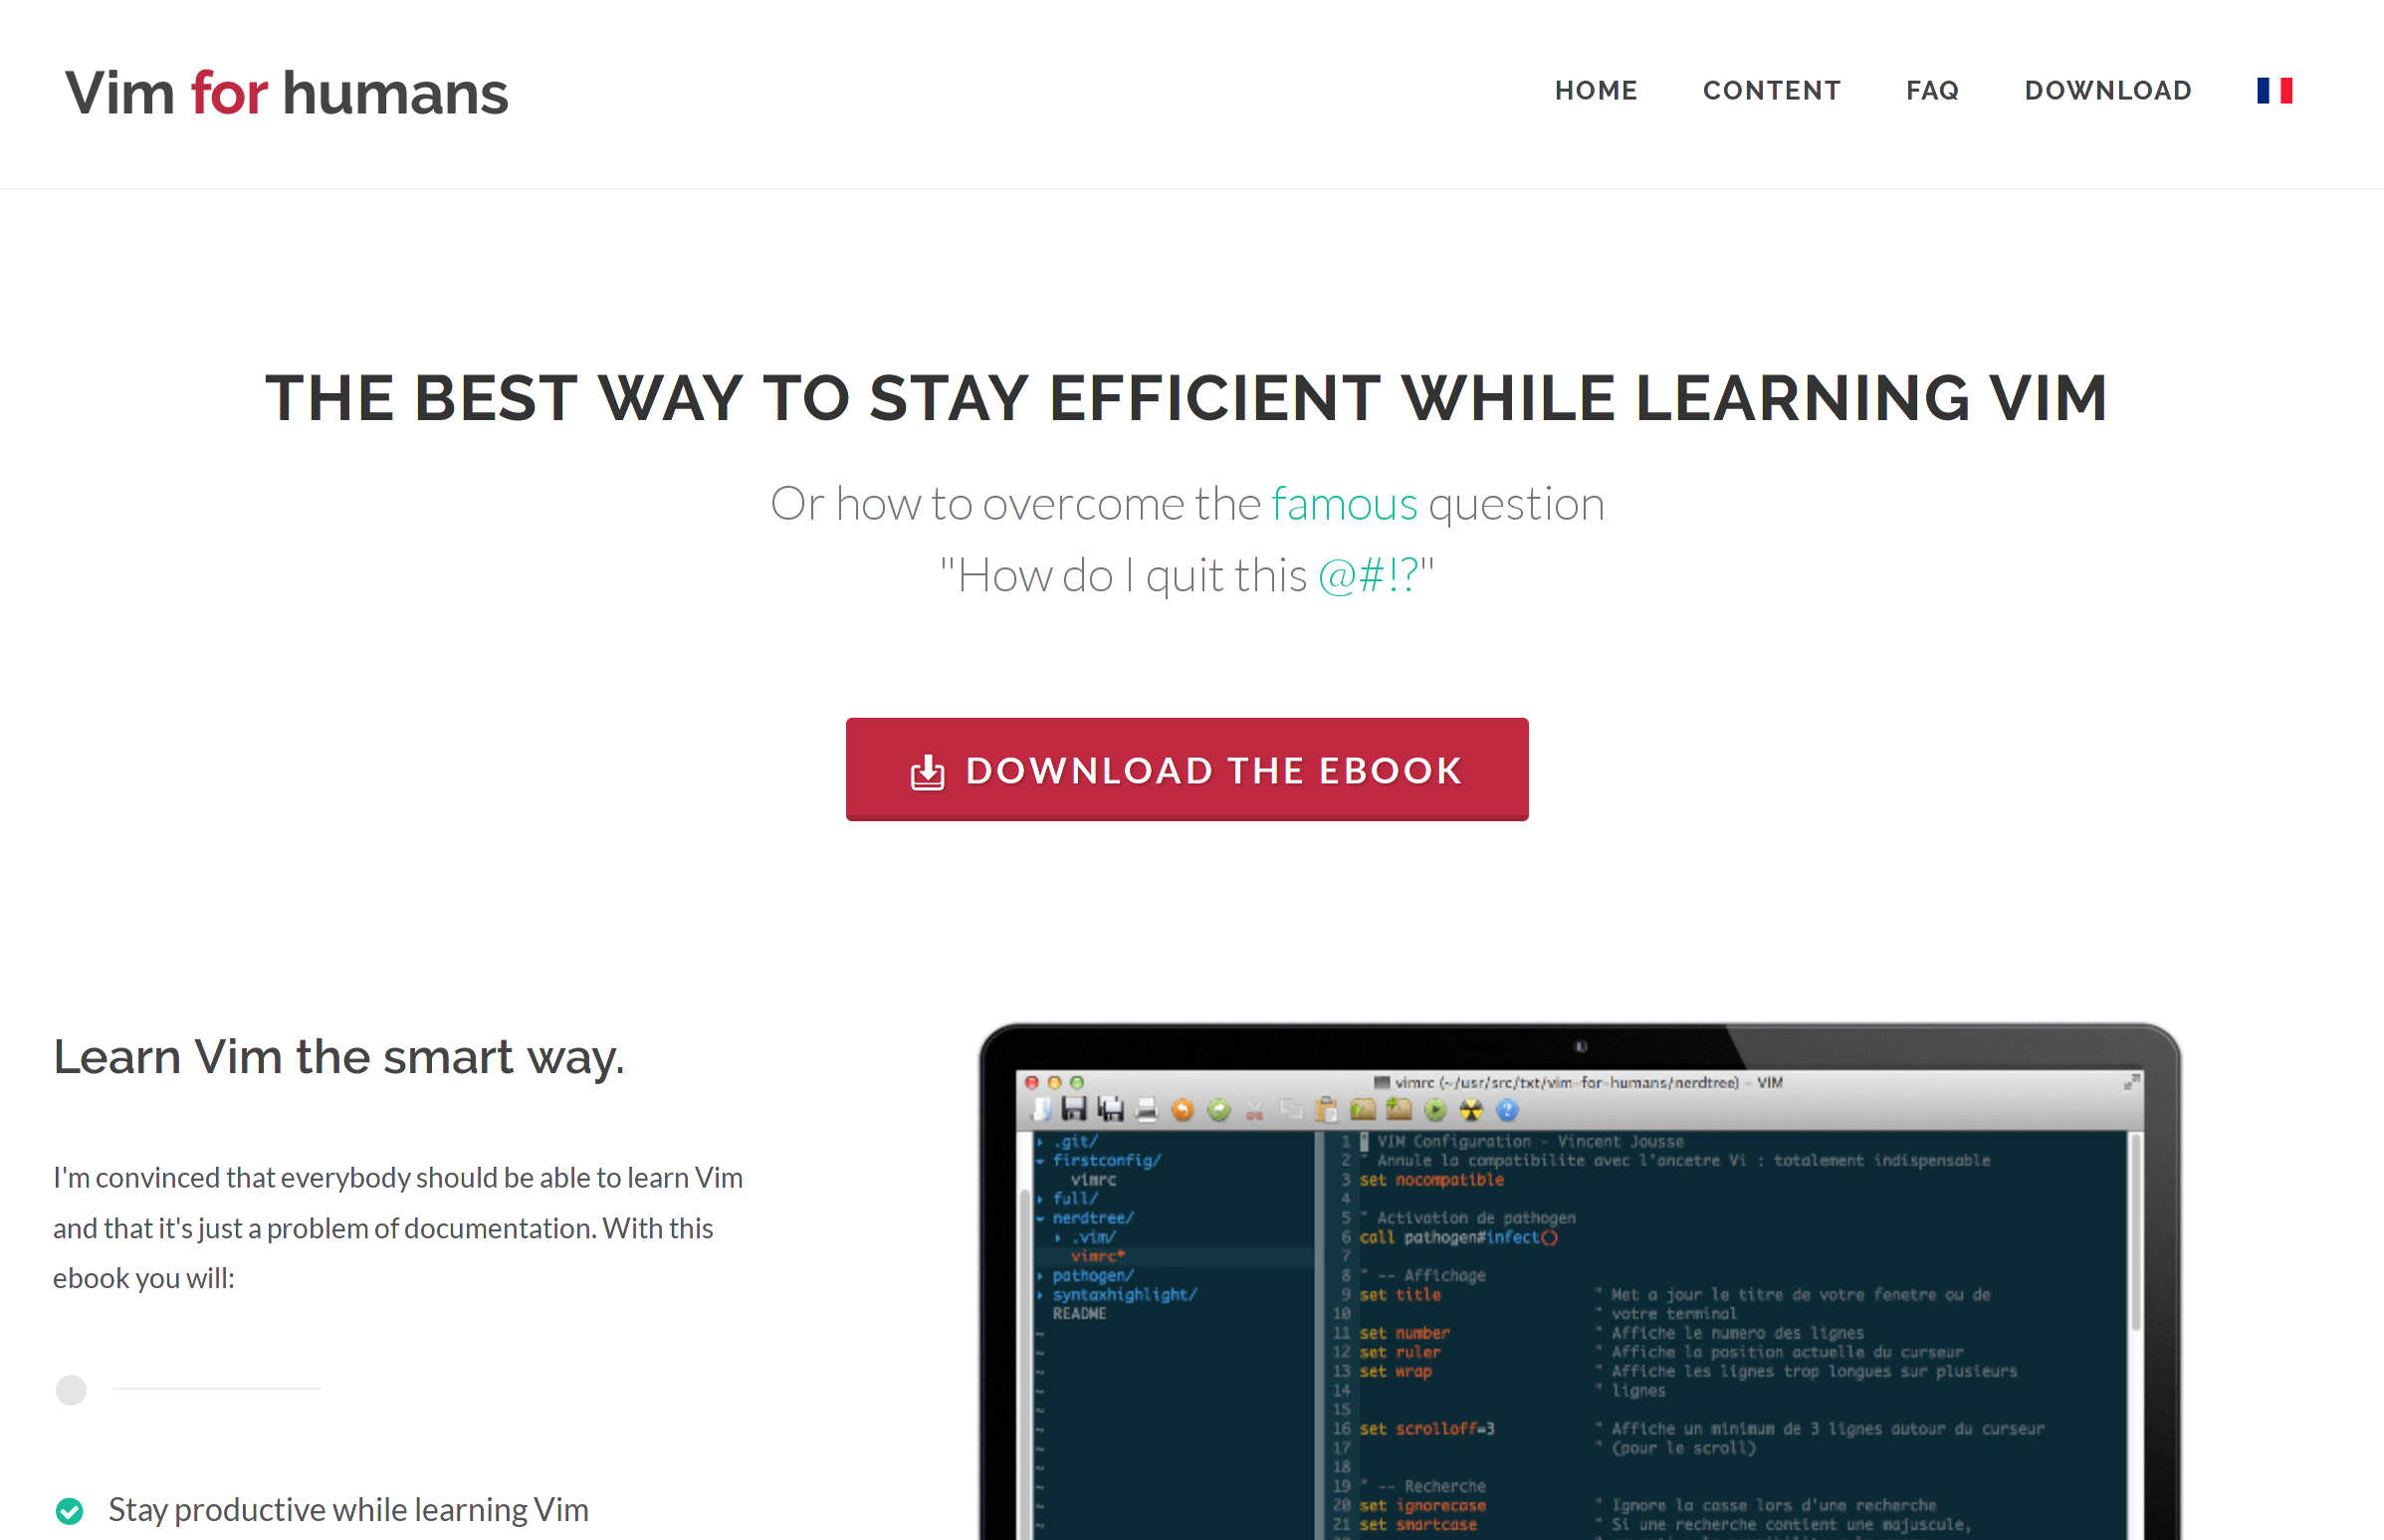 Vim for humans
HOME CONTENT FAQ DOWNLOAD
THE BEST WAY TO STAY EFFICIENT WHILE LEARNING VIM
Or how to overcome the famous question
"How do I quit this @#!?"
DOWNLOAD THE EBOOK
Learn Vim the smart way.
I'm convinced that everybody should be able to learn Vim
and that it's just a problem of documentation. With this
ebook you will:
Stay productive while learning Vim
vimrc (~/usr/src/txt/vim-for-humans/nerdtree) - VIM
.git/
firstconfig/
vimrc
full/
nerdtree/
.vim/
vimrc*
pathogen/
syntaxhighlight/
README
1 " VIM Configuration - Vincent Jousse
2 " Annule la compatibilite avec l'ancetre Vi : totalement indispensable
3 set nocompatible
4
5 " Activation de pathogen
6 call pathogen#infect()
7
8 " -- Affichage
9 set title " Met a jour le titre de votre fenetre ou de
10 " votre terminal
11 set number " Affiche le numero des lignes
12 set ruler " Affiche la position actuelle du curseur
13 set wrap " Affiche les lignes trop longues sur plusieurs
14 " lignes
15
16 set scrolloff=3 " Affiche un minimum de 3 lignes autour du curseur
17 " (pour le scroll)
18
19 " -- Recherche
20 set ignorecase " Ignore la casse lors d'une recherche
21 set smartcase " Si une recherche contient une majuscule,